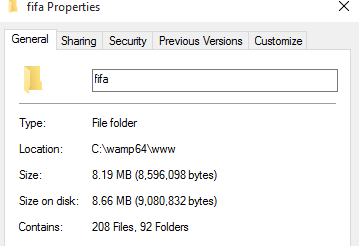 fifa Properties
General Sharing Security Previous Versions Customize
fifa
Type: File folder
Location: C:\wamp64\www
Size: 8.19 MB (8,596,098 bytes)
Size on disk: 8.66 MB (9,080,832 bytes)
Contains: 208 Files, 92 Folders